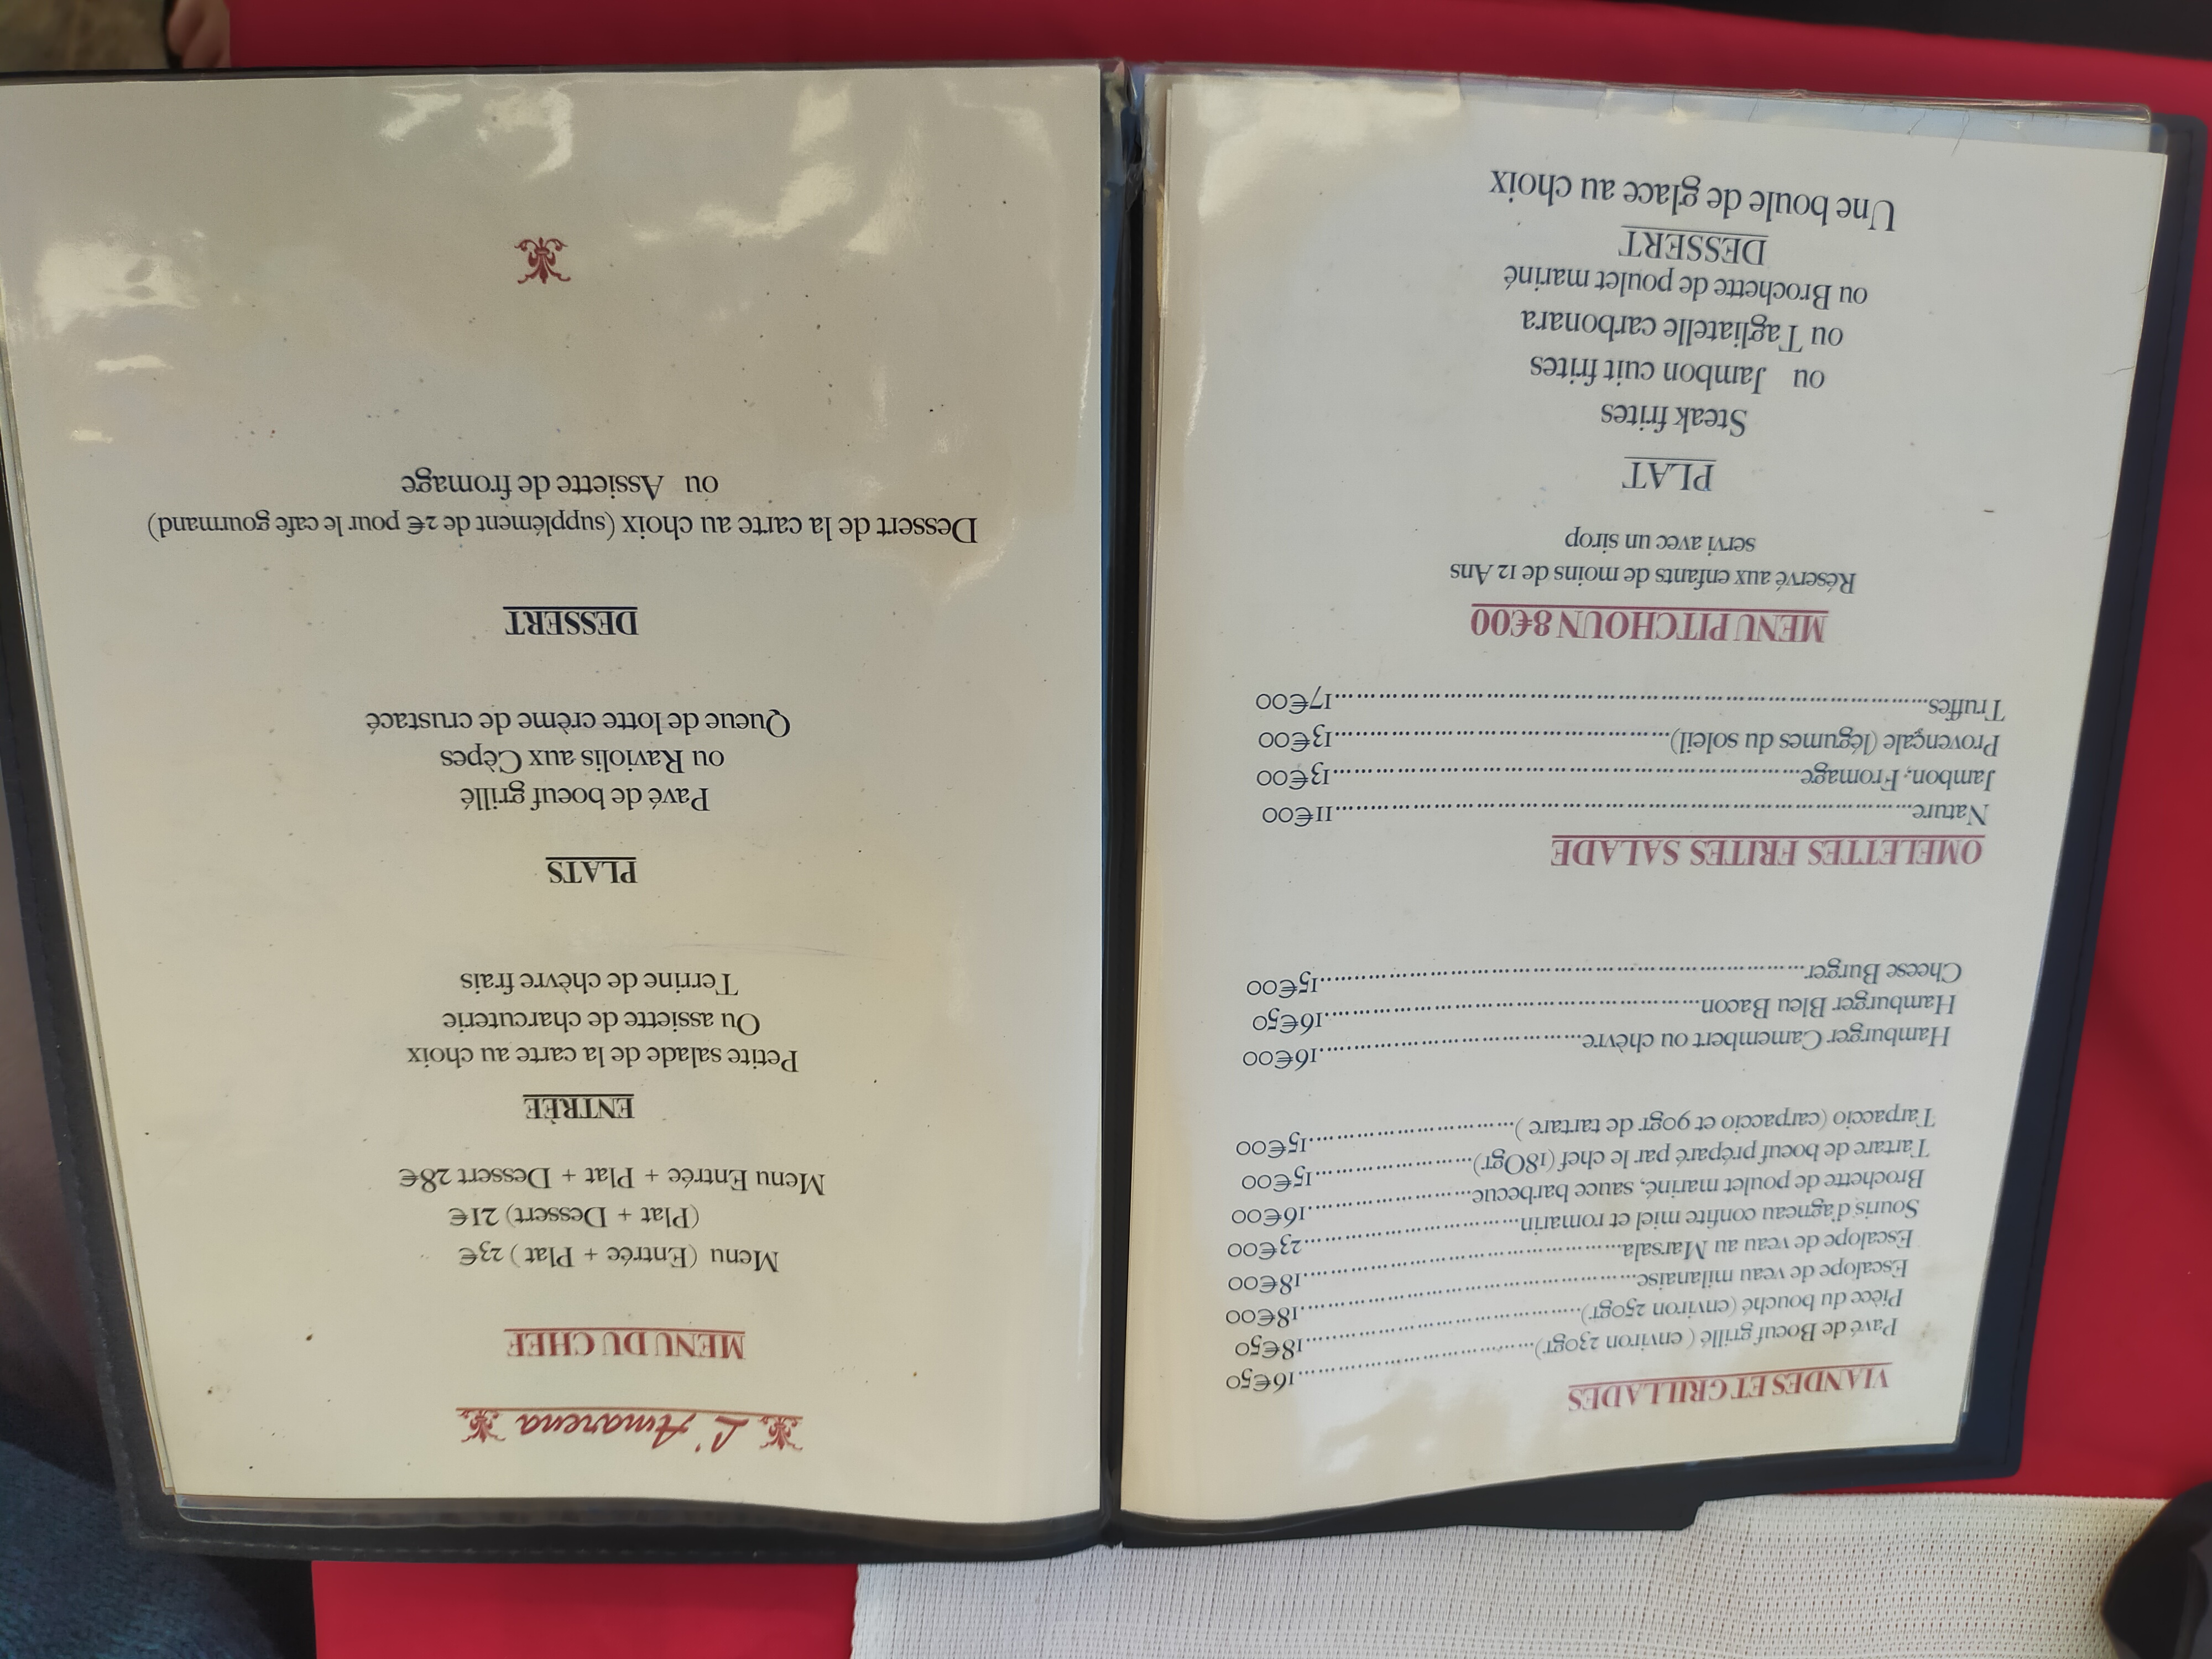 VIANDES ET GRILLADES
Pavé de Boeuf grillé ( environ 230gr)..............................16€50
Pièce du bouché (environ 250gr)..............................18€50
Escalope de veau milanaise..............................18€00
Escalope de veau au Marsala..............................18€00
Souris d'agneau confite miel et romarin..............................23€00
Brochette de poulet mariné, sauce barbecue..............................16€00
Tartare de boeuf préparé par le chef (180gr)..............................15€00
Tarpaccio (carpaccio et 90gr de tartare )..............................15€00
Hamburger Camembert ou chèvre..............................16€00
Hamburger Bleu Bacon..............................16€50
Cheese Burger..............................15€00
OMELETTES FRITES SALADE
Nature..............................11€00
Jambon, Fromage..............................13€00
Provençale (légumes du soleil)..............................13€00
Truffes..............................17€00
MENU PITCHOUN 8€00
Réservé aux enfants de moins de 12 Ans
servi avec un sirop
PLAT
Steak frites
ou Jambon cuit frites
ou Tagliatelle carbonara
ou Brochette de poulet mariné
DESSERT
Une boule de glace au choix
L'Amarena
MENU DU CHEF
Menu (Entrée + Plat ) 23€
(Plat + Dessert) 21€
Menu Entrée + Plat + Dessert 28€
ENTRÈE
Petite salade de la carte au choix
Ou assiette de charcuterie
Terrine de chèvre frais
PLATS
Pavé de boeuf grillé
ou Raviolis aux Cèpes
Queue de lotte crème de crustacé
DESSERT
Dessert de la carte au choix (supplément de 2€ pour le cafe gourmand)
ou Assiette de fromage